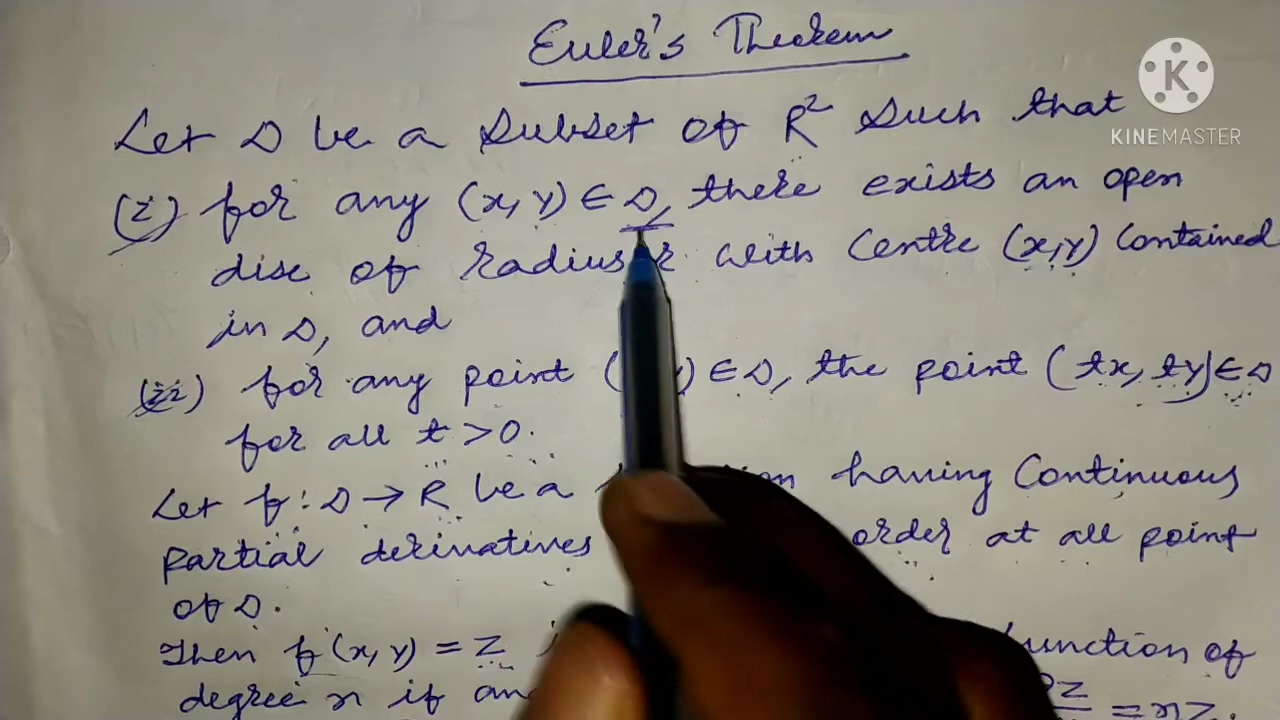 Euler's Theorem
Let D be a subset of R² such that
(i) for any (x, y) ∈ D, there exists an open
disc of radius r with centre (x, y) contained
in D, and
(ii) for any point ( y) ∈ D, the point (tx, ty) ∈ D
for all t > 0.
Let f : D → R be a having continuous
partial derivatives order at all point
of D.
Then f(x, y) = z function of
degree n if and = nz.
K
KINEMASTER